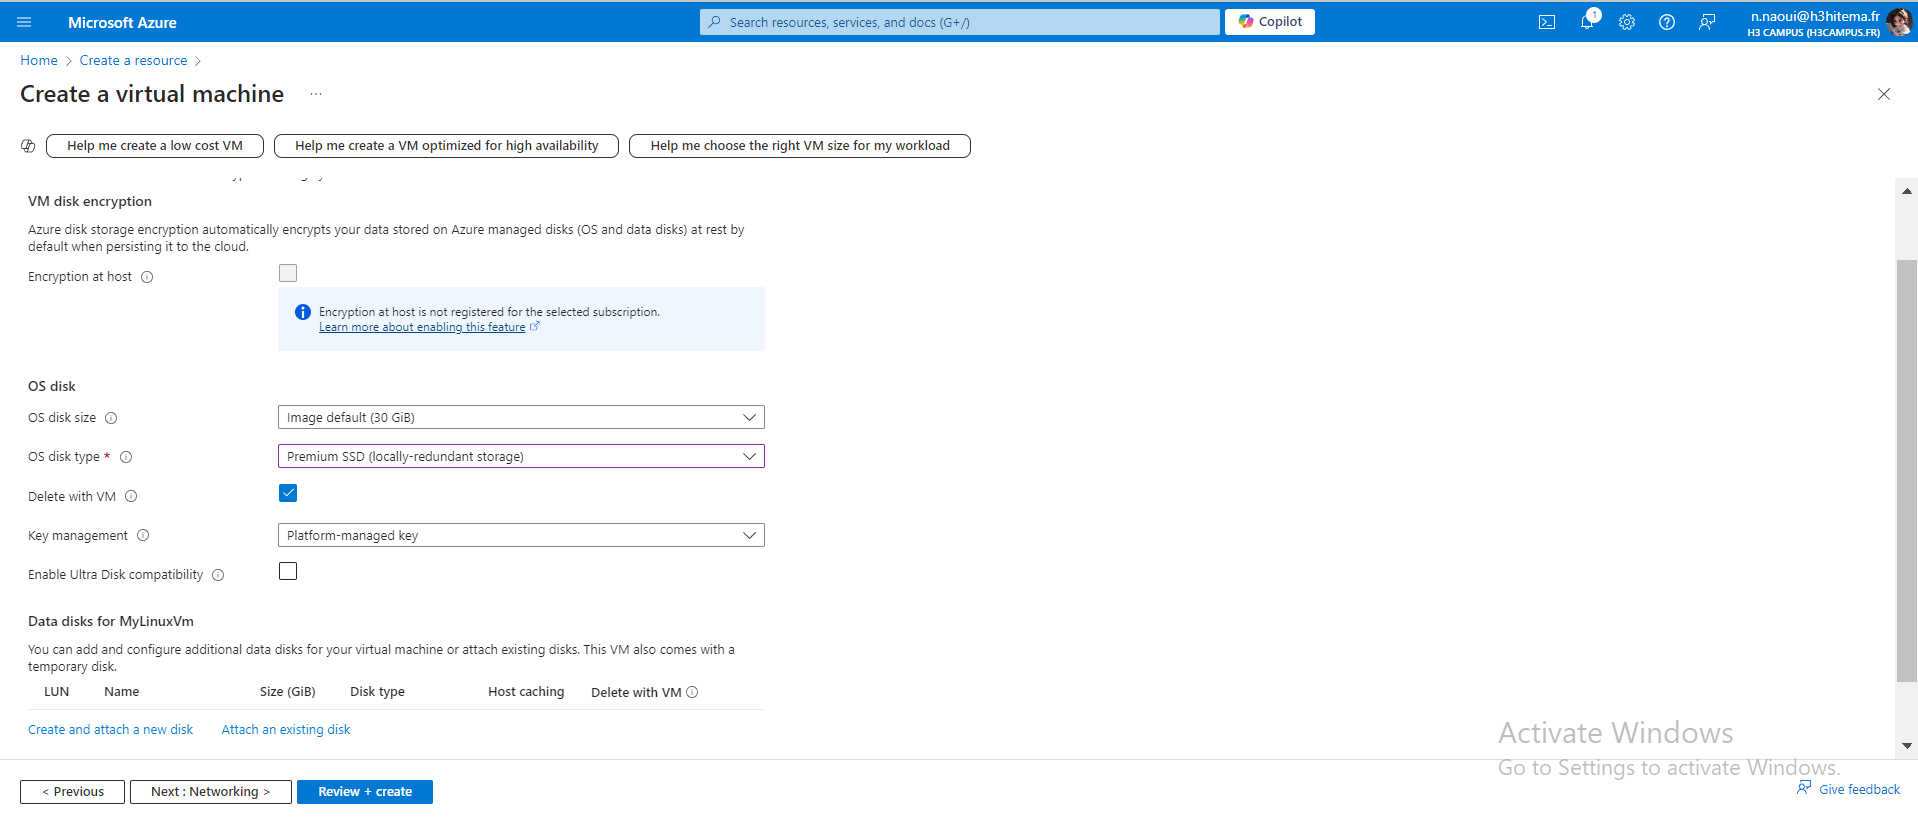 Microsoft Azure
Search resources, services, and docs (G+/)
Copilot
1
n.naoui@h3hitema.fr
H3 CAMPUS (H3CAMPUS.FR)
Home > Create a resource >
Create a virtual machine ...
Help me create a low cost VM
Help me create a VM optimized for high availability
Help me choose the right VM size for my workload
VM disk encryption
Azure disk storage encryption automatically encrypts your data stored on Azure managed disks (OS and data disks) at rest by
default when persisting it to the cloud.
Encryption at host
Encryption at host is not registered for the selected subscription.
Learn more about enabling this feature
OS disk
OS disk size
Image default (30 GiB)
OS disk type *
Premium SSD (locally-redundant storage)
Delete with VM
Key management
Platform-managed key
Enable Ultra Disk compatibility
Data disks for MyLinuxVm
You can add and configure additional data disks for your virtual machine or attach existing disks. This VM also comes with a
temporary disk.
LUN Name Size (GiB) Disk type Host caching Delete with VM
Create and attach a new disk Attach an existing disk
Activate Windows
Go to Settings to activate Windows.
< Previous
Next : Networking >
Review + create
Give feedback